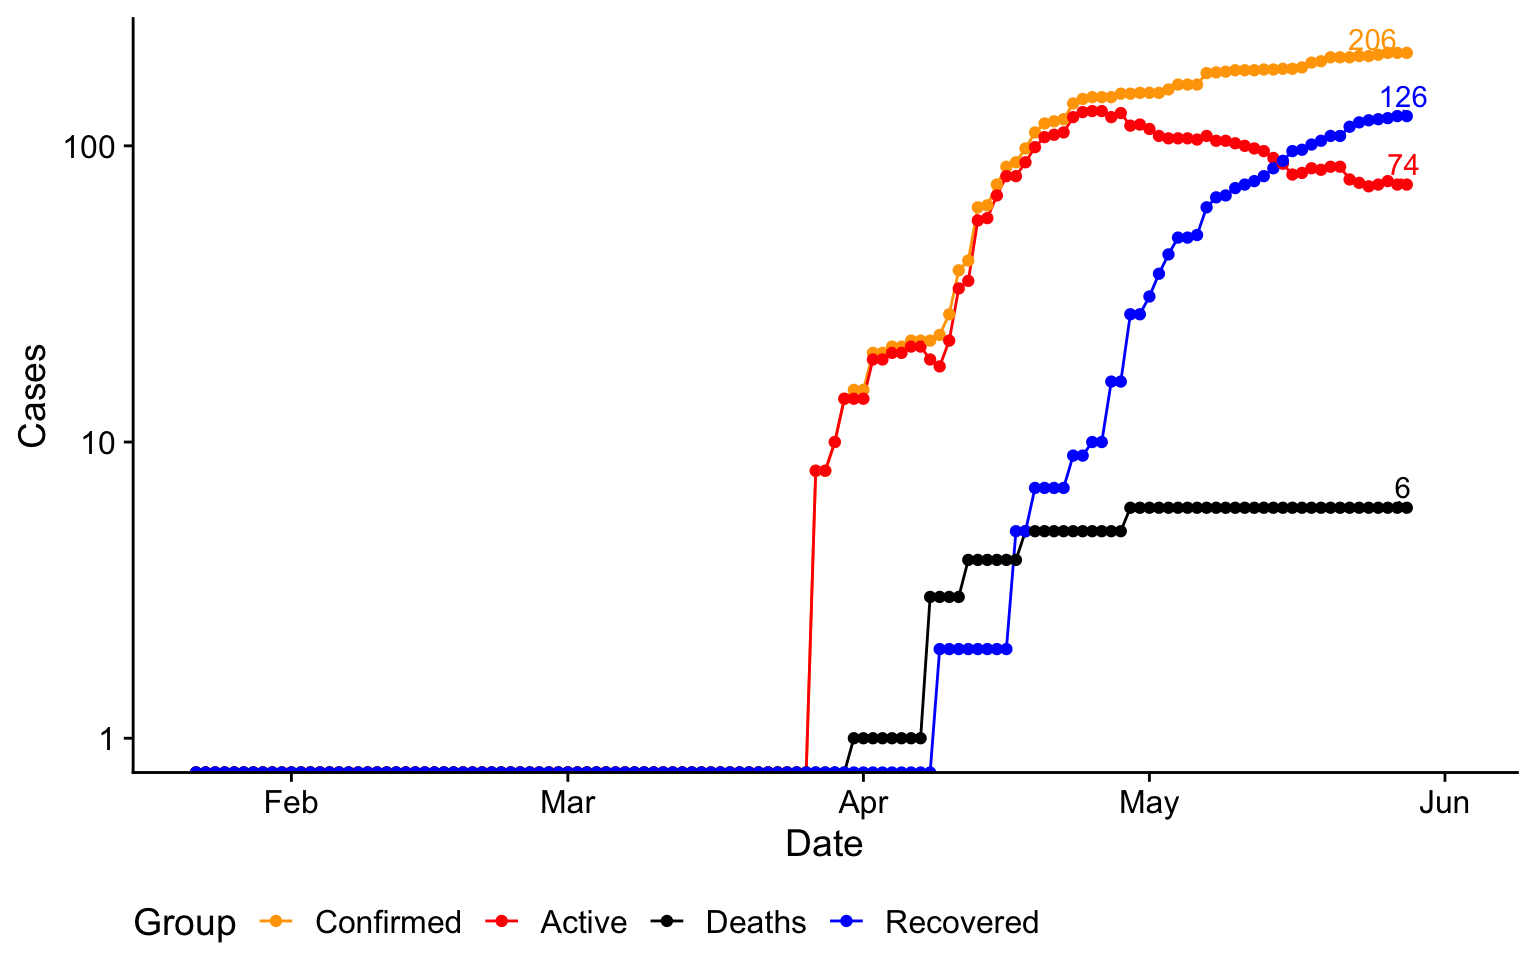 206
126
100
74
Cases
10
6
1
Feb Mar Apr May Jun
Date
Group Confirmed Active Deaths Recovered